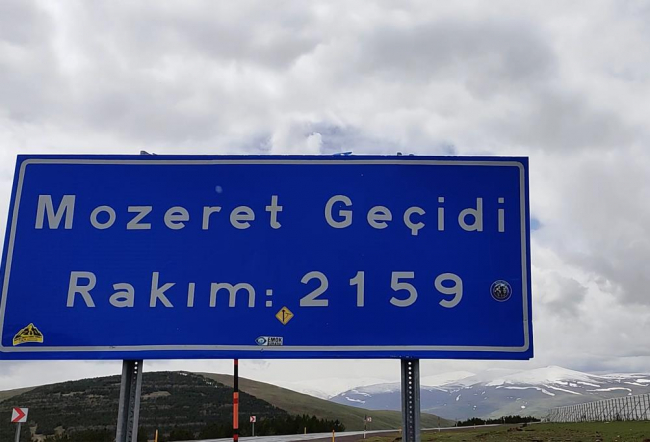 Mozeret Geçidi
Rakım: 2159